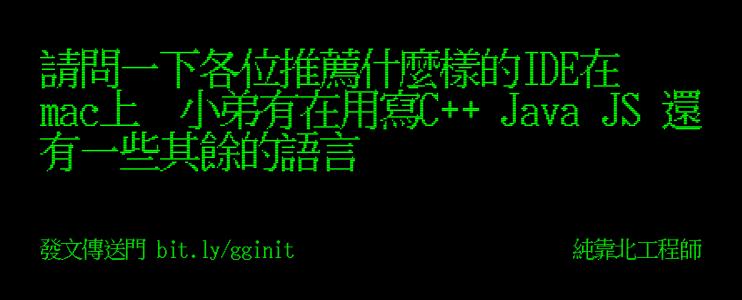 請問一下各位推薦什麼樣的IDE在
mac上 小弟有在用寫C++ Java JS 還
有一些其餘的語言
發文傳送門 bit.ly/gginit
純靠北工程師